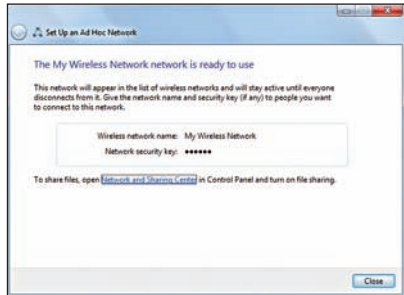 Set Up an Ad Hoc Network
The My Wireless Network network is ready to use
This network will appear in the list of wireless networks and will stay active until everyone
disconnects from it. Give the network name and security key (if any) to people you want
to connect to this network.
Wireless network name: My Wireless Network
Network security key: ●●●●●●
To share files, open Network and Sharing Center in Control Panel and turn on file sharing.
Close